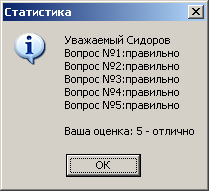 Статистика
Уважаемый Сидоров
Вопрос №1:правильно
Вопрос №2:правильно
Вопрос №3:правильно
Вопрос №4:правильно
Вопрос №5:правильно
Ваша оценка: 5 - отлично
OK